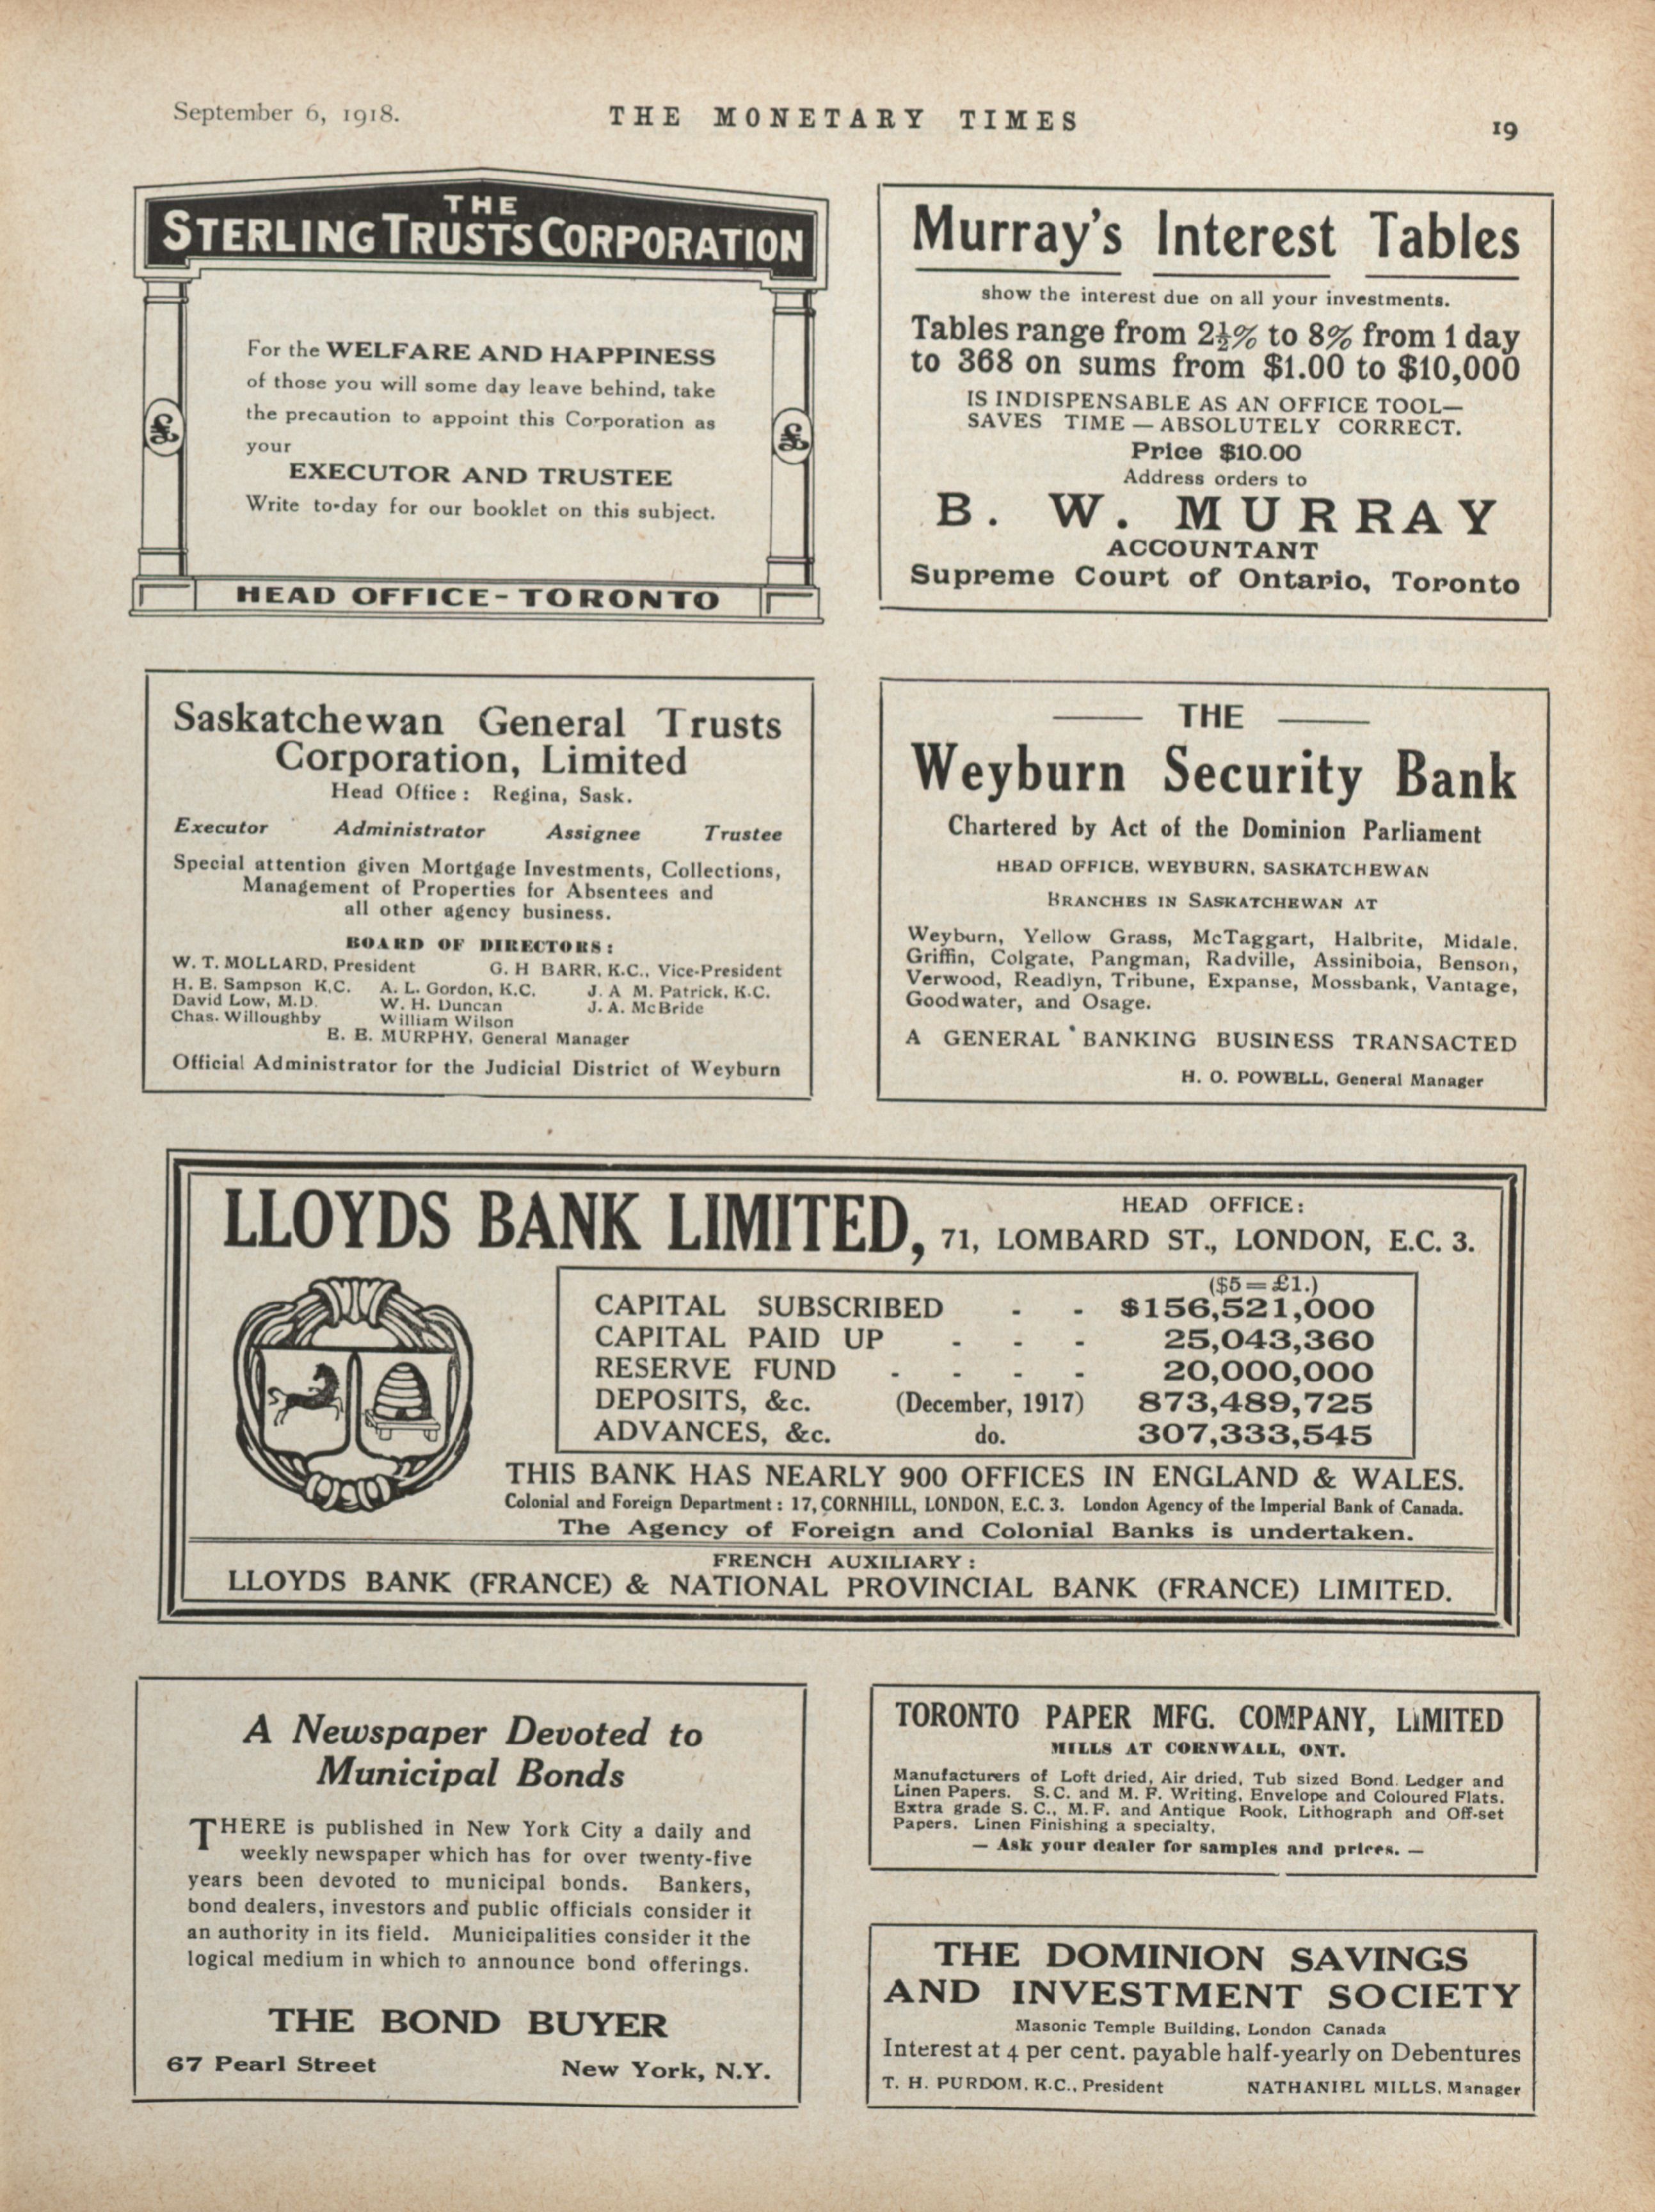 September 6, 1918.
THE MONETARY TIMES
19
THE
STERLING TRUSTS CORPORATION
For the WELFARE AND HAPPINESS
of those you will some day leave behind, take
the precaution to appoint this Corporation as
your
EXECUTOR AND TRUSTEE
Write to-day for our booklet on this subject.
£
£
HEAD OFFICE - TORONTO
Murray's Interest Tables
show the interest due on all your investments.
Tables range from 2½% to 8% from 1 day
to 368 on sums from $1.00 to $10,000
IS INDISPENSABLE AS AN OFFICE TOOL—
SAVES TIME — ABSOLUTELY CORRECT.
Price $10.00
Address orders to
B. W. MURRAY
ACCOUNTANT
Supreme Court of Ontario, Toronto
Saskatchewan General Trusts
Corporation, Limited
Head Office : Regina, Sask.
Executor Administrator Assignee Trustee
Special attention given Mortgage Investments, Collections,
Management of Properties for Absentees and
all other agency business.
BOARD OF DIRECTORS :
W. T. MOLLARD, President G. H BARR, K.C., Vice-President
H. E. Sampson K.C. A. L. Gordon, K.C. J. A M. Patrick, K.C.
David Low, M.D. W. H. Duncan J. A. McBride
Chas. Willoughby William Wilson
E. E. MURPHY, General Manager
Official Administrator for the Judicial District of Weyburn
THE
Weyburn Security Bank
Chartered by Act of the Dominion Parliament
HEAD OFFICE, WEYBURN, SASKATCHEWAN
BRANCHES IN SASKATCHEWAN AT
Weyburn, Yellow Grass, McTaggart, Halbrite, Midale,
Griffin, Colgate, Pangman, Radville, Assiniboia, Benson,
Verwood, Readlyn, Tribune, Expanse, Mossbank, Vantage,
Goodwater, and Osage.
A GENERAL BANKING BUSINESS TRANSACTED
H. O. POWELL, General Manager
LLOYDS BANK LIMITED,
HEAD OFFICE:
71, LOMBARD ST., LONDON, E.C. 3.
($5 = £1.)
CAPITAL SUBSCRIBED - - $156,521,000
CAPITAL PAID UP - - - 25,043,360
RESERVE FUND - - - - 20,000,000
DEPOSITS, &c. (December, 1917) 873,489,725
ADVANCES, &c. do. 307,333,545
THIS BANK HAS NEARLY 900 OFFICES IN ENGLAND & WALES.
Colonial and Foreign Department : 17, CORNHILL, LONDON, E.C. 3. London Agency of the Imperial Bank of Canada.
The Agency of Foreign and Colonial Banks is undertaken.
FRENCH AUXILIARY :
LLOYDS BANK (FRANCE) & NATIONAL PROVINCIAL BANK (FRANCE) LIMITED.
A Newspaper Devoted to
Municipal Bonds
THERE is published in New York City a daily and
weekly newspaper which has for over twenty-five
years been devoted to municipal bonds. Bankers,
bond dealers, investors and public officials consider it
an authority in its field. Municipalities consider it the
logical medium in which to announce bond offerings.
THE BOND BUYER
67 Pearl Street New York, N.Y.
TORONTO PAPER MFG. COMPANY, LIMITED
MILLS AT CORNWALL, ONT.
Manufacturers of Loft dried, Air dried, Tub sized Bond. Ledger and
Linen Papers. S.C. and M. F. Writing, Envelope and Coloured Flats.
Extra grade S. C., M. F. and Antique Book, Lithograph and Off-set
Papers. Linen Finishing a specialty.
— Ask your dealer for samples and prices. —
THE DOMINION SAVINGS
AND INVESTMENT SOCIETY
Masonic Temple Building, London Canada
Interest at 4 per cent. payable half-yearly on Debentures
T. H. PURDOM, K.C., President NATHANIEL MILLS, Manager